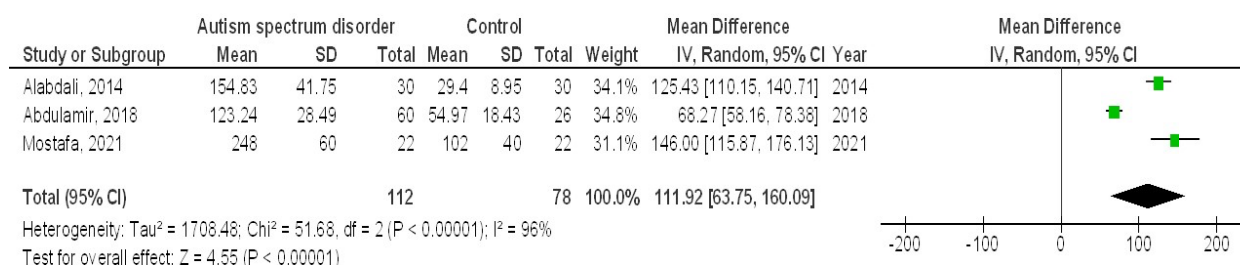 Autism spectrum disorder Control Mean Difference Mean Difference
Study or Subgroup Mean SD Total Mean SD Total Weight IV, Random, 95% CI Year IV, Random, 95% CI
Alabdali, 2014 154.83 41.75 30 29.4 8.95 30 34.1% 125.43 [110.15, 140.71] 2014
Abdulamir, 2018 123.24 28.49 60 54.97 18.43 26 34.8% 68.27 [58.16, 78.38] 2018
Mostafa, 2021 248 60 22 102 40 22 31.1% 146.00 [115.87, 176.13] 2021
Total (95% CI) 112 78 100.0% 111.92 [63.75, 160.09]
Heterogeneity: Tau² = 1708.48; Chi² = 51.68, df = 2 (P < 0.00001); I² = 96%
Test for overall effect: Z = 4.55 (P < 0.00001)
-200 -100 0 100 200